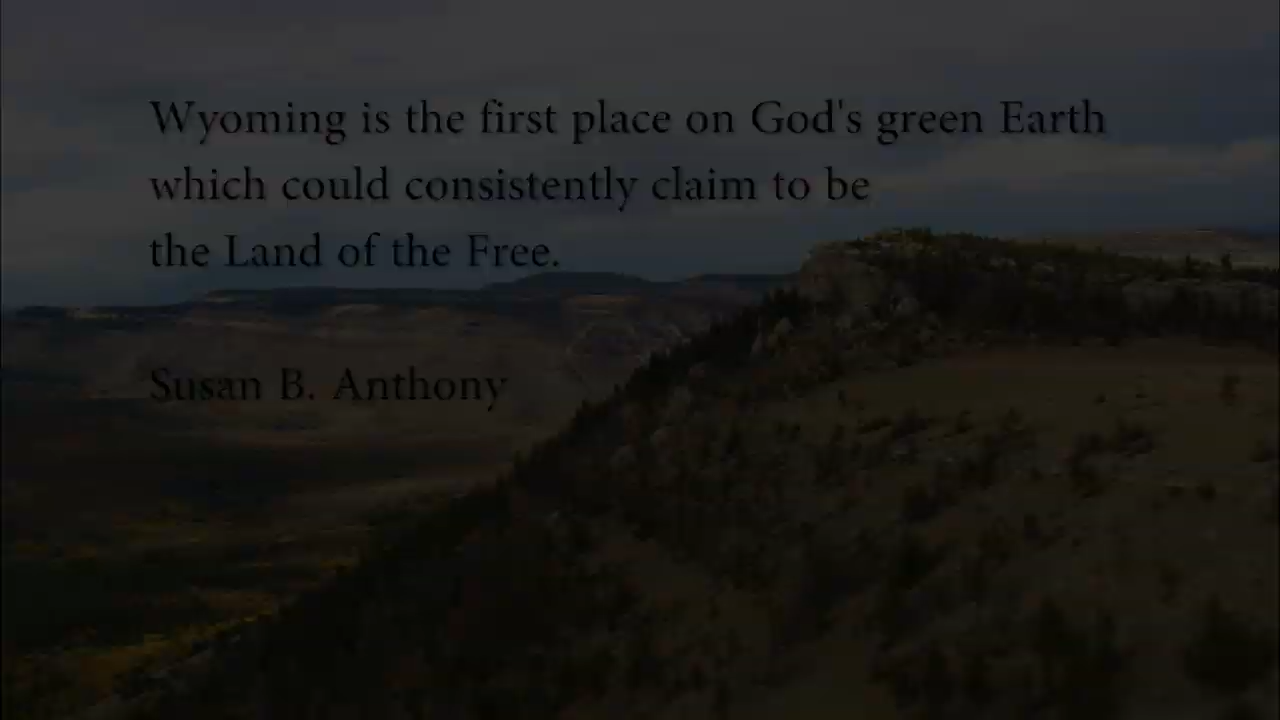 Wyoming is the first place on God's green Earth
which could consistently claim to be
the Land of the Free.
Susan B. Anthony